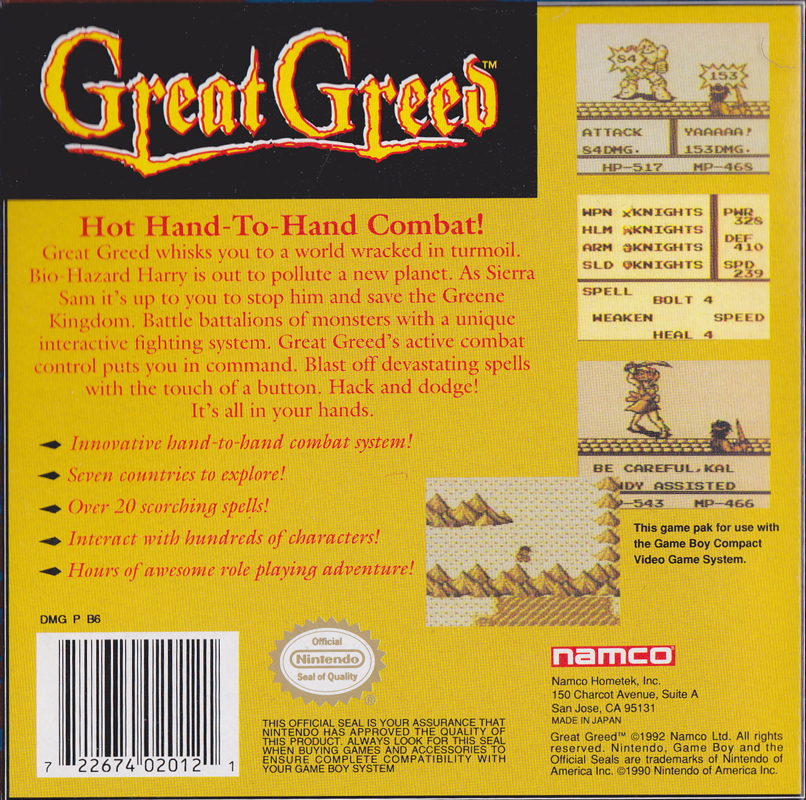 Great Greed™
Hot Hand-To-Hand Combat!
Great Greed whisks you to a world wracked in turmoil.
Bio-Hazard Harry is out to pollute a new planet. As Sierra
Sam it's up to you to stop him and save the Greene
Kingdom. Battle battalions of monsters with a unique
interactive fighting system. Great Greed's active combat
control puts you in command. Blast off devastating spells
with the touch of a button. Hack and dodge!
It's all in your hands.
Innovative hand-to-hand combat system!
Seven countries to explore!
Over 20 scorching spells!
Interact with hundreds of characters!
Hours of awesome role playing adventure!
84
153
ATTACK YAAAAA!
84DMG. 153DMG.
HP-517 MP-468
WPN KNIGHTS PWR
328
HLM KNIGHTS
DEF
ARM KNIGHTS 410
SLD KNIGHTS SPD
239
SPELL
BOLT 4
WEAKEN SPEED
HEAL 4
BE CAREFUL,KAL
DY ASSISTED
-543 MP-466
This game pak for use with
the Game Boy Compact
Video Game System.
DMG P B6
7 22674 02012 1
Official
Nintendo
Seal of Quality
®
THIS OFFICIAL SEAL IS YOUR ASSURANCE THAT
NINTENDO HAS APPROVED THE QUALITY OF
THIS PRODUCT. ALWAYS LOOK FOR THIS SEAL
WHEN BUYING GAMES AND ACCESSORIES TO
ENSURE COMPLETE COMPATIBILITY WITH
YOUR GAME BOY SYSTEM
namco
Namco Hometek, Inc.
150 Charcot Avenue, Suite A
San Jose, CA 95131
MADE IN JAPAN
Great Greed™ ©1992 Namco Ltd. All rights
reserved. Nintendo, Game Boy and the
Official Seals are trademarks of Nintendo of
America Inc. ©1990 Nintendo of America Inc.